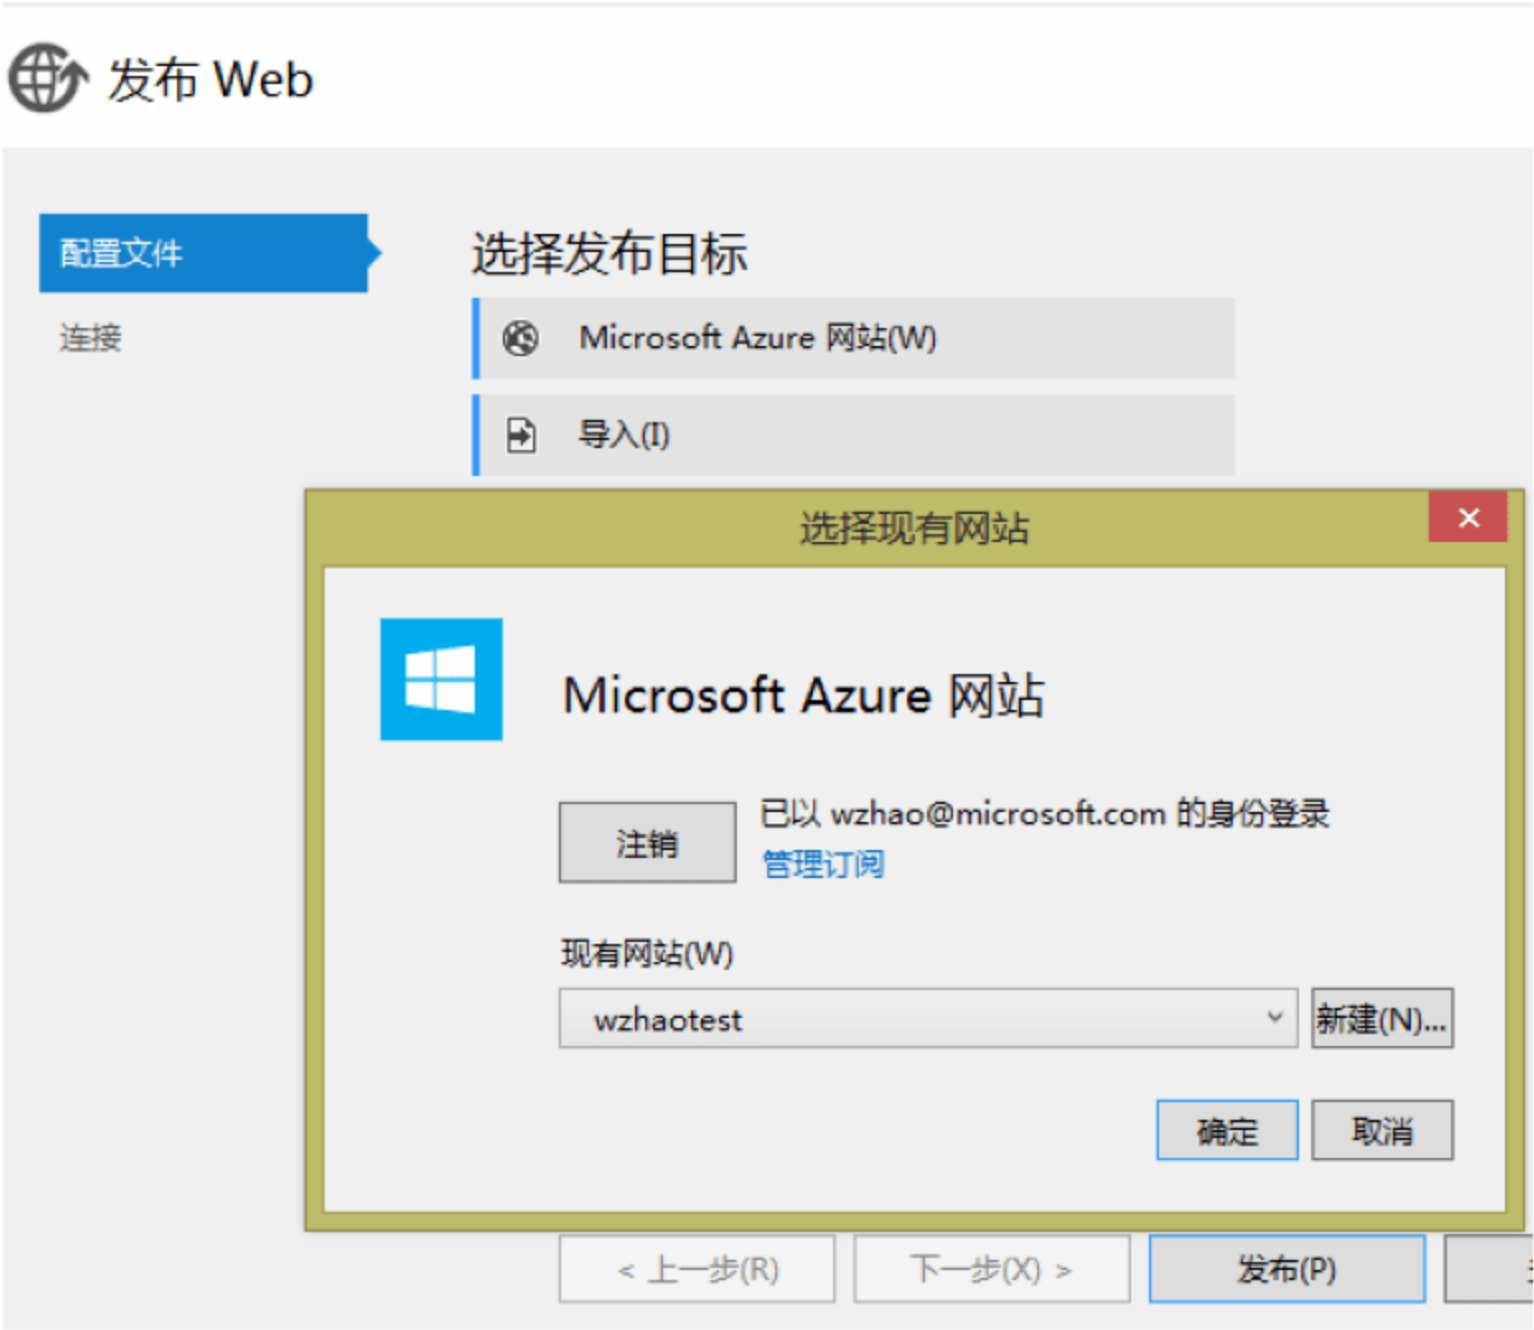 发布 Web
配置文件
连接
选择发布目标
Microsoft Azure 网站(W)
导入(I)
选择现有网站
Microsoft Azure 网站
注销
已以 wzhao@microsoft.com 的身份登录
管理订阅
现有网站(W)
wzhaotest
新建(N)...
确定
取消
< 上一步(R)
下一步(X) >
发布(P)